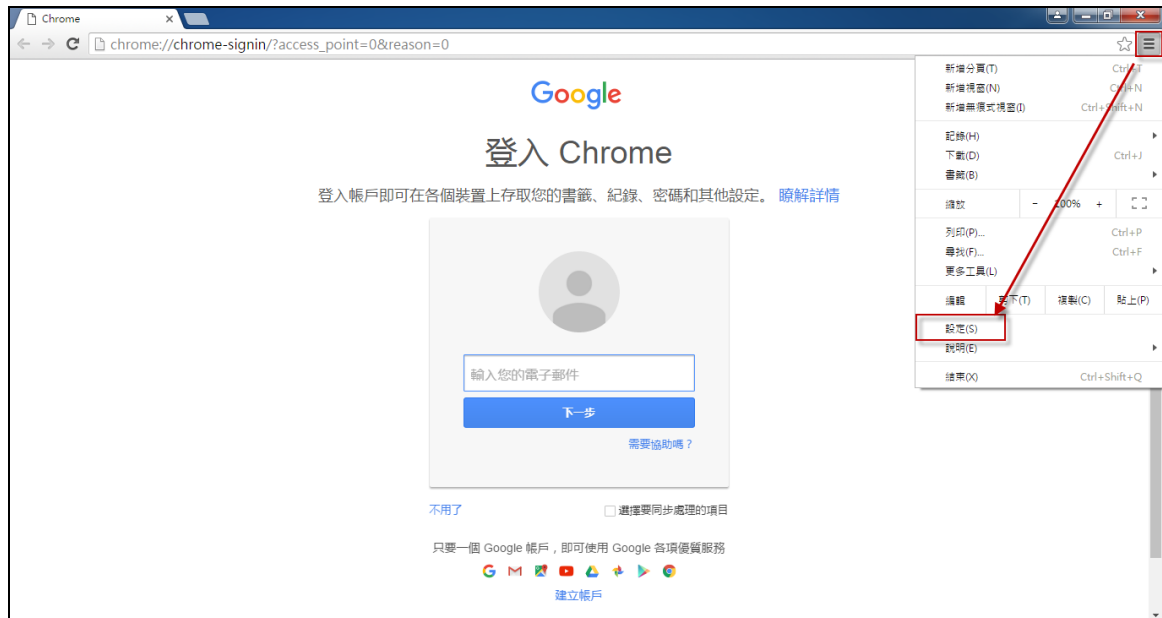 Chrome
chrome://chrome-signin/?access_point=0&reason=0
Google
登入 Chrome
登入帳戶即可在各個裝置上存取您的書籤、紀錄、密碼和其他設定。 瞭解詳情
輸入您的電子郵件
下一步
需要協助嗎？
不用了
選擇要同步處理的項目
只要一個 Google 帳戶，即可使用 Google 各項優質服務
建立帳戶
新增分頁(T) Ctrl+T
新增視窗(N) Ctrl+N
新增無痕式視窗(I) Ctrl+Shift+N
記錄(H)
下載(D) Ctrl+J
書籤(B)
縮放 - 100% +
列印(P)... Ctrl+P
尋找(F)... Ctrl+F
更多工具(L)
編輯 剪下(T) 複製(C) 貼上(P)
設定(S)
說明(E)
結束(X) Ctrl+Shift+Q